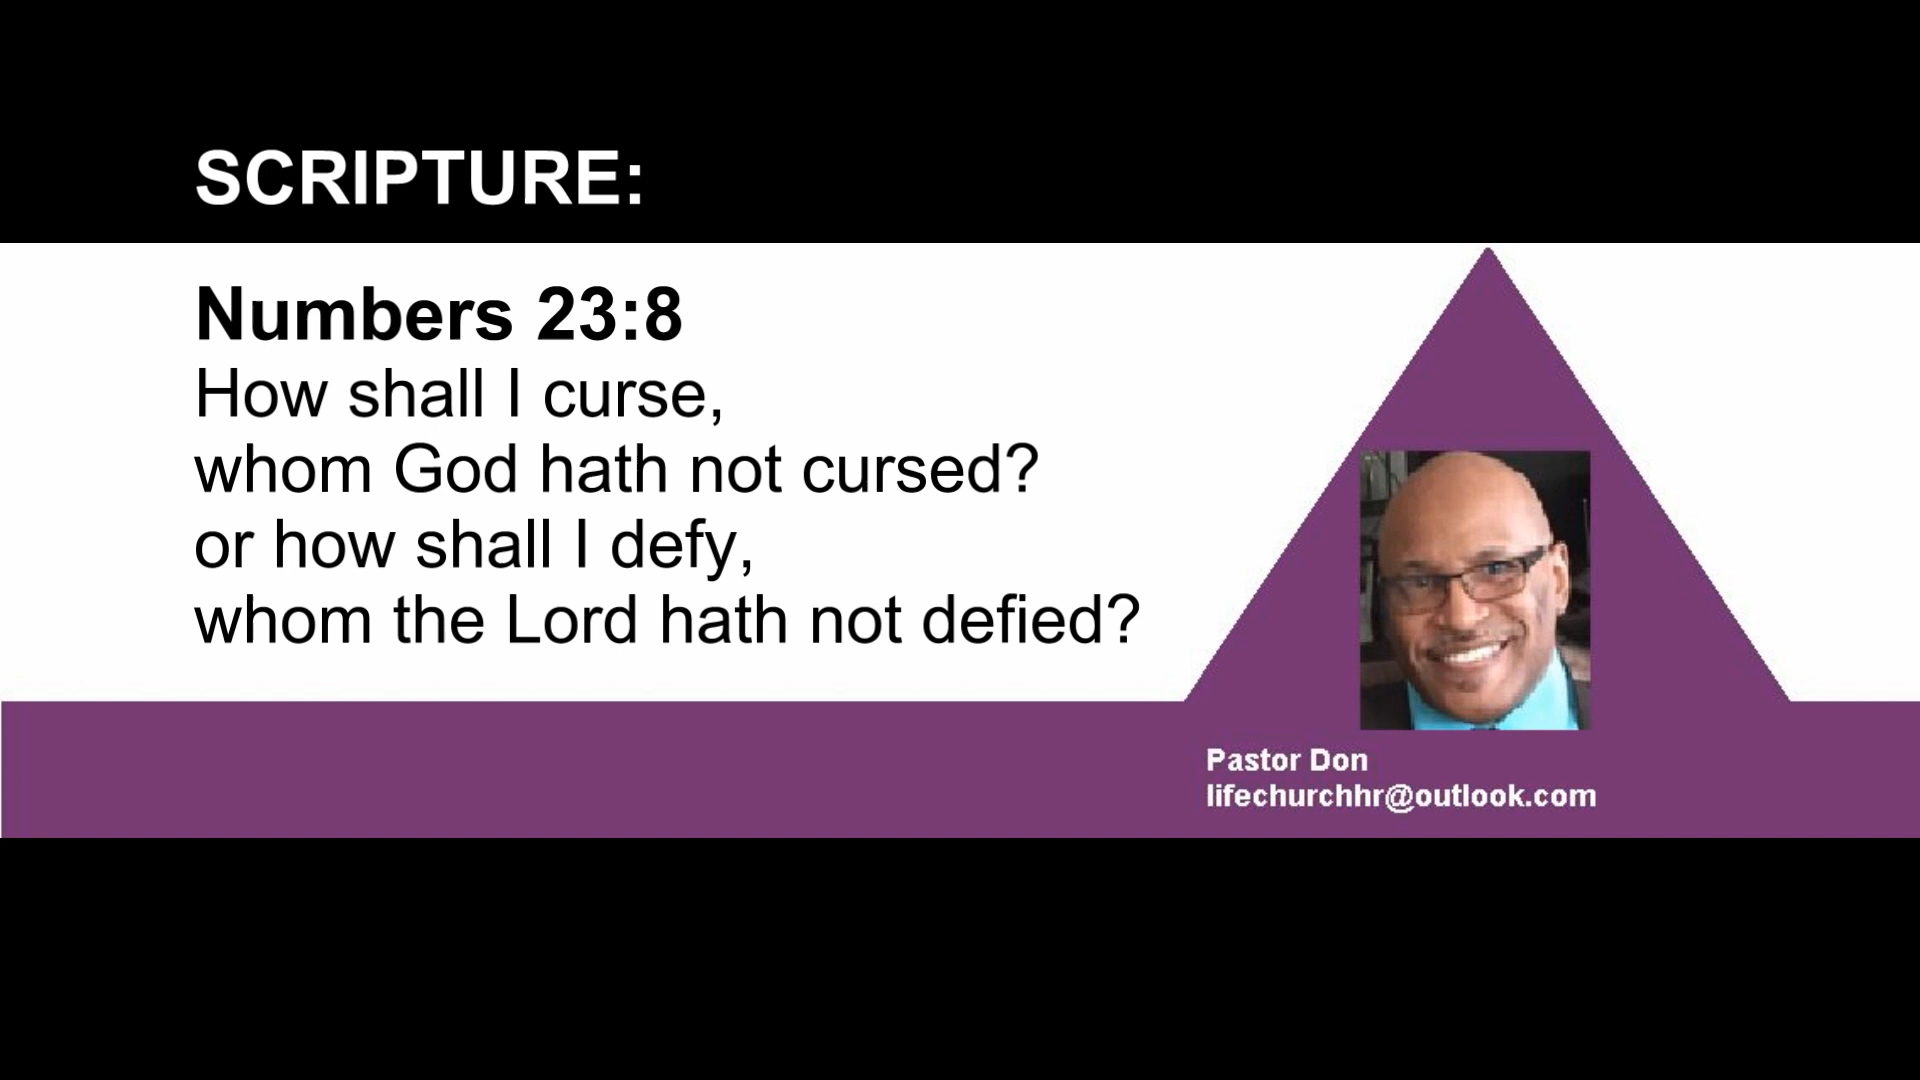 SCRIPTURE:
Numbers 23:8
How shall I curse,
whom God hath not cursed?
or how shall I defy,
whom the Lord hath not defied?
Pastor Don
lifechurchhr@outlook.com